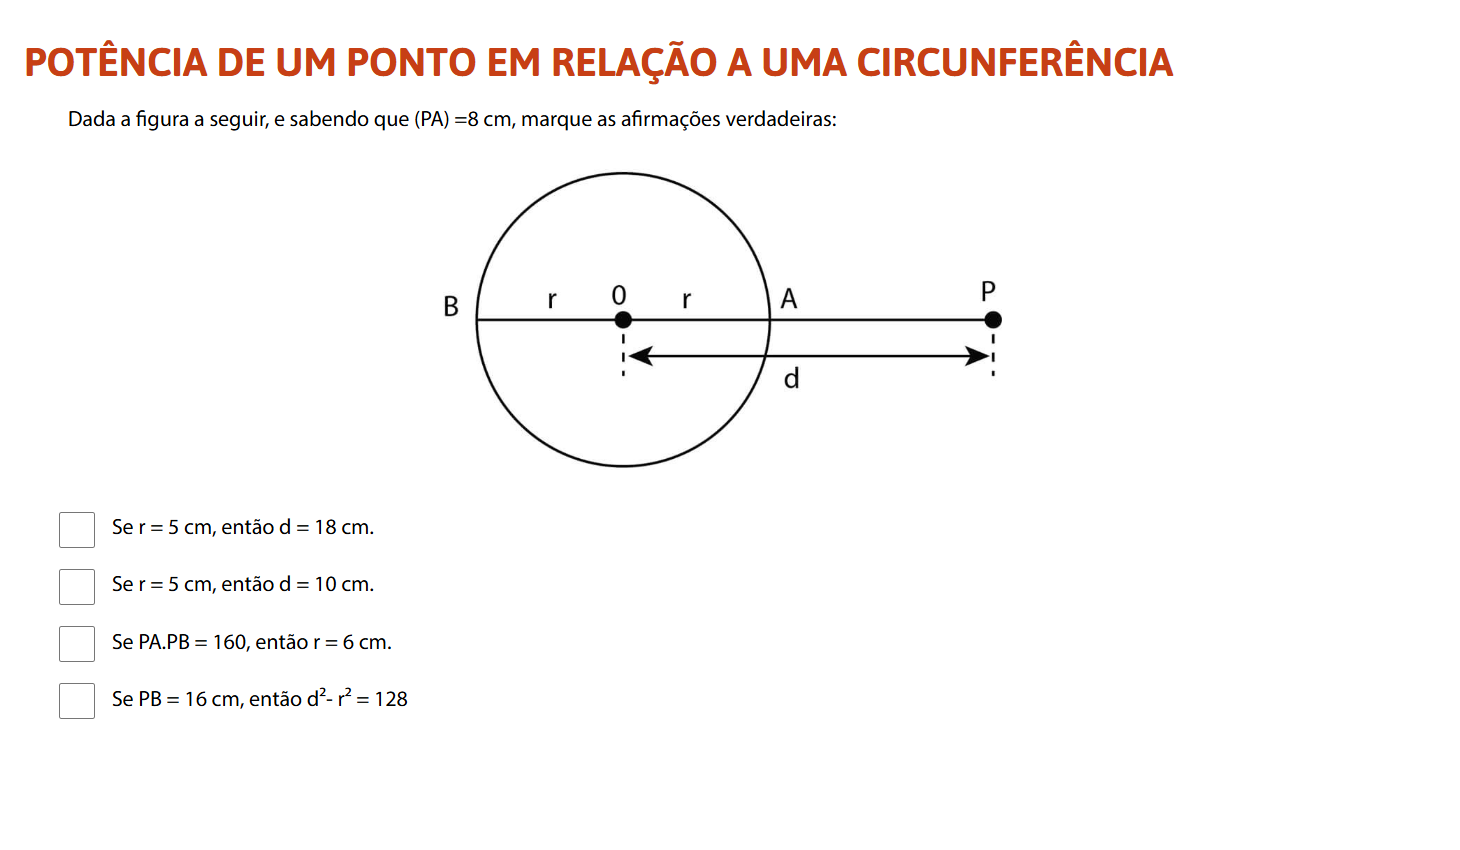 POTÊNCIA DE UM PONTO EM RELAÇÃO A UMA CIRCUNFERÊNCIA
Dada a figura a seguir, e sabendo que (PA) =8 cm, marque as afirmações verdadeiras:
B r 0 r A P
d
Se r = 5 cm, então d = 18 cm.
Se r = 5 cm, então d = 10 cm.
Se PA.PB = 160, então r = 6 cm.
Se PB = 16 cm, então d²- r² = 128